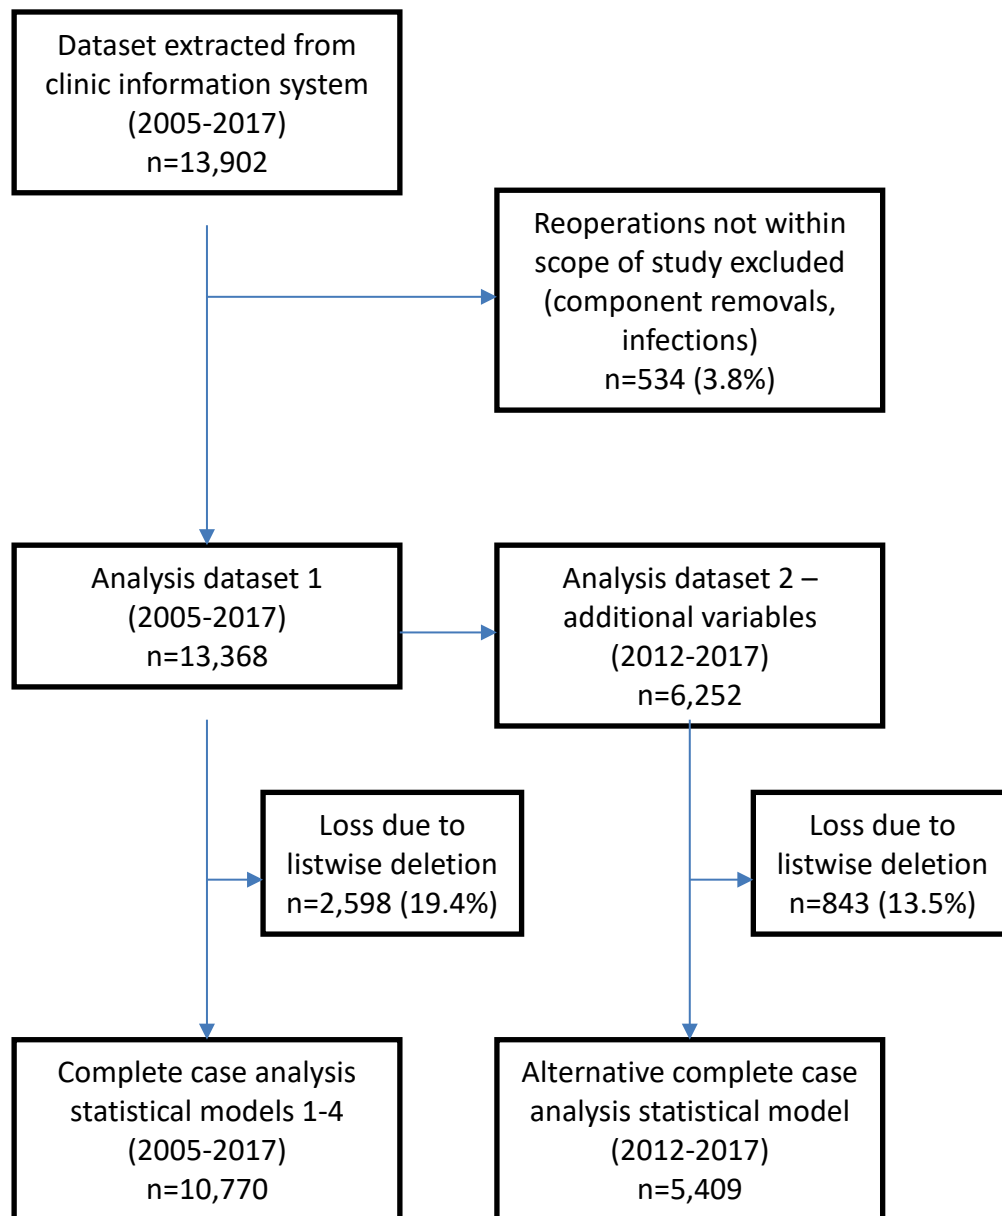 Dataset extracted from
clinic information system
(2005-2017)
n=13,902
Reoperations not within
scope of study excluded
(component removals,
infections)
n=534 (3.8%)
Analysis dataset 1
(2005-2017)
n=13,368
Analysis dataset 2 –
additional variables
(2012-2017)
n=6,252
Loss due to
listwise deletion
n=2,598 (19.4%)
Loss due to
listwise deletion
n=843 (13.5%)
Complete case analysis
statistical models 1-4
(2005-2017)
n=10,770
Alternative complete case
analysis statistical model
(2012-2017)
n=5,409